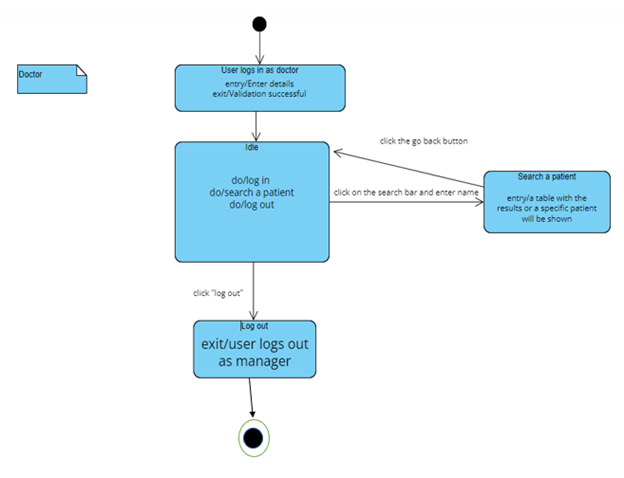 Doctor
User logs in as doctor
entry/Enter details
exit/Validation successful
Idle
do/log in
do/search a patient
do/log out
click the go back button
click on the search bar and enter name
Search a patient
entry/a table with the
results or a specific patient
will be shown
click "log out"
Log out
exit/user logs out
as manager